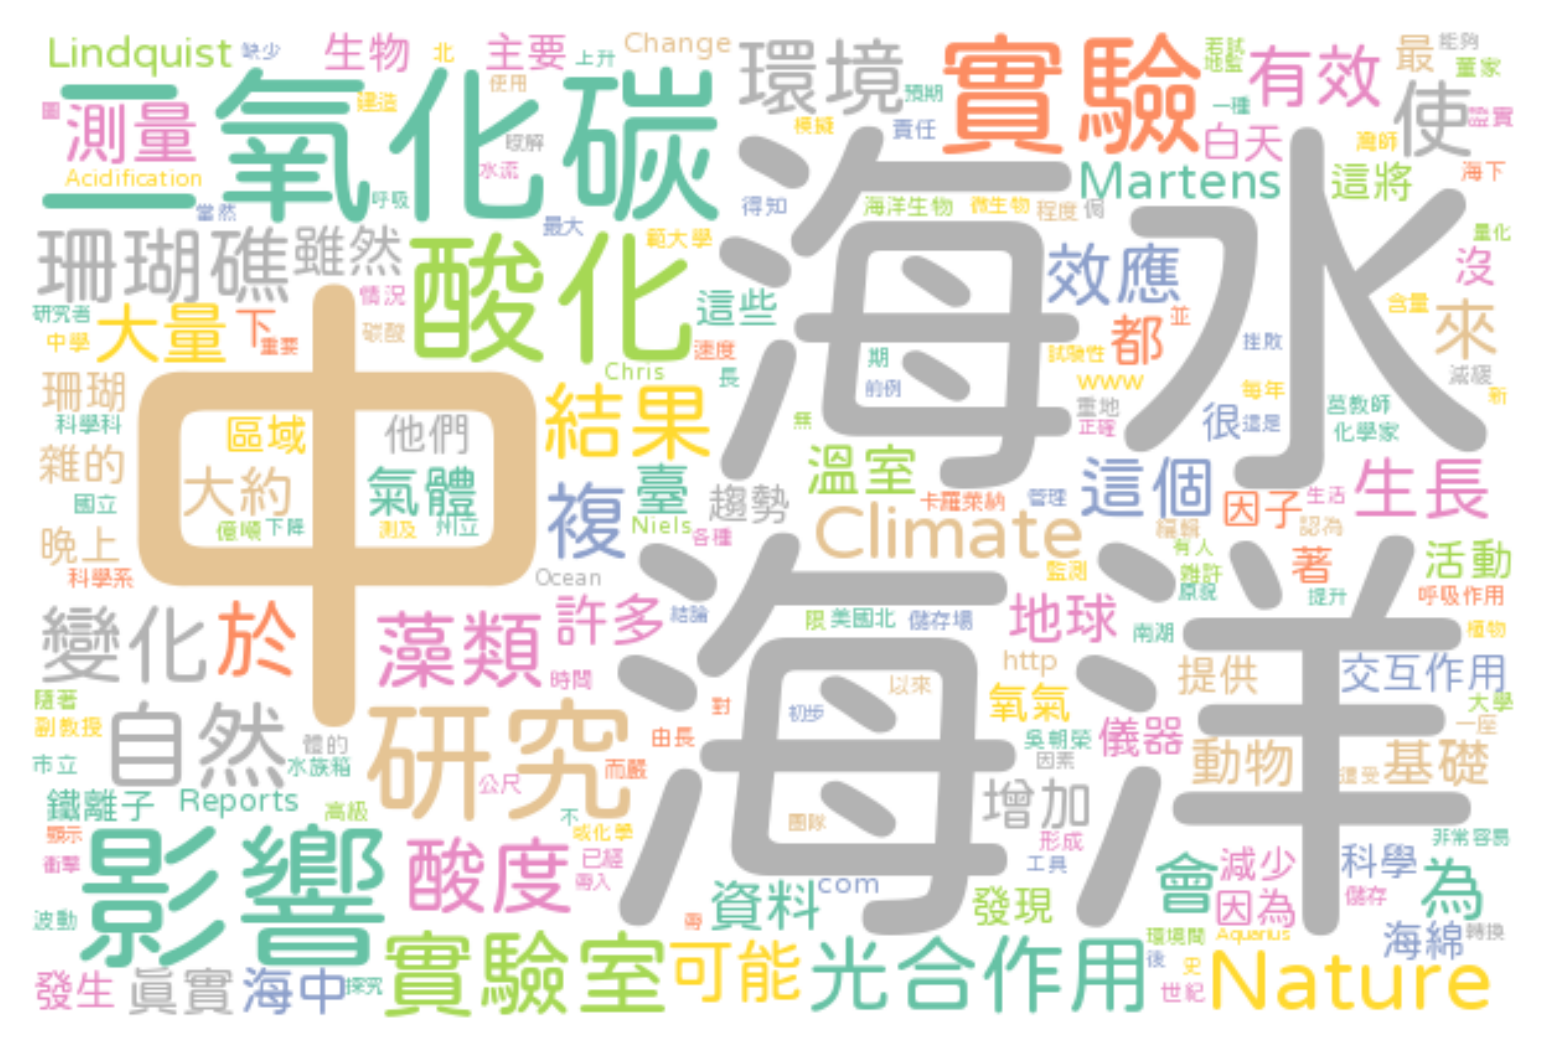 Lindquist 缺少 生物 北 主要 上升 Change 環境 實驗 有效 最 能夠
二氧化碳 使用 預期 一種 董家
圖 測量 建造 模擬 責任 白天 灣師 使 證實
Acidification 水流 Martens 這將 海下
當然 呼吸 最大 範大學 得知 海洋生物 微生物 程度 量化
珊瑚礁 雖然 酸化 海水 效應 沒
研究者 情況 這些 含量
中學 大量 下 重要 碳酸 速度 期 試驗性 都 並 挫敗 來
珊瑚 Chris 長 前例 www 每年 減緩 新
科學科 中 區域 他們 結果 無 重地 正確 很 這是 莒教師 化學家
雜的 大約 氣體 臺 溫室 這個 生長
國立 億噸 下降 測及 州立 複 趨勢 卡羅萊納 管理 因子 生活
晚上 Niels 各種 Climate 編輯 認為
科學系 Ocean 監測 有人 著 活動
海洋 雜許 原貌 提升 呼吸作用
變化 於 藻類 許多 結論 限 美國北 儲存場 地球 南湖 植物
時間 http 提供 交互作用
隨著 自然 研究 對 以來 氧氣 大學
副教授 體的 由長 初步 吳朝榮 儀器 一座
市立 水族箱 公尺 而嚴 因素 動物 還受 基礎
鐵離子 Reports 高級 不 團隊 增加
顯示 影響 或化學 形成 非常容易
衝擊 酸度 已經 工具 會 減少 科學 為
帶入 資料 com 發現 因為 儲存
波動 實驗室 可能 光合作用 環境間 Aquarius 海綿 轉換
發生 真實 海中 探究 後 史 世紀 Nature